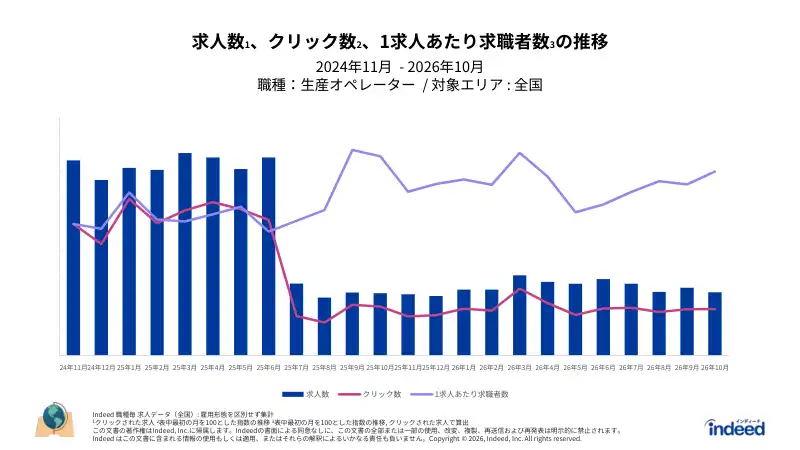 求人数1、クリック数2、1求人あたり求職者数3の推移
2024年11月 - 2026年10月
職種：生産オペレーター / 対象エリア : 全国
24年11月 24年12月 25年1月 25年2月 25年3月 25年4月 25年5月 25年6月 25年7月 25年8月 25年9月 25年10月 25年11月 25年12月 26年1月 26年2月 26年3月 26年4月 26年5月 26年6月 26年7月 26年8月 26年9月 26年10月
求人数 クリック数 1求人あたり求職者数
Indeed 職種毎 求人データ（全国）: 雇用形態を区別せず集計
¹クリックされた求人 ²表中最初の月を100とした指数の推移 ³表中最初の月を100とした指数の推移, クリックされた求人で算出
この文書の著作権はIndeed, Inc.に帰属します。Indeedの書面による同意なしに、この文書の全部または一部の使用、改変、複製、再送信および再発表は明示的に禁止されます。
Indeed はこの文書に含まれる情報の使用もしくは適用、またはそれらの解釈によるいかなる責任も負いません。Copyright © 2026, Indeed, Inc. All rights reserved.
インディード
indeed